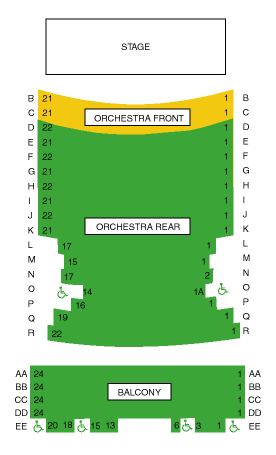 STAGE
B 21 1 B
C 21 ORCHESTRA FRONT 1 C
D 22 1 D
E 21 1 E
F 22 1 F
G 21 1 G
H 22 1 H
I 21 1 I
J 22 1 J
K 21 ORCHESTRA REAR 1 K
L 17 1 L
M 15 1 M
N 17 2 N
O 14 1A O
P 16 1 P
Q 19 1 Q
R 22 1 R
AA 24 1 AA
BB 24 BALCONY 1 BB
CC 24 1 CC
DD 24 1 DD
EE 20 18 15 13 6 3 1 EE